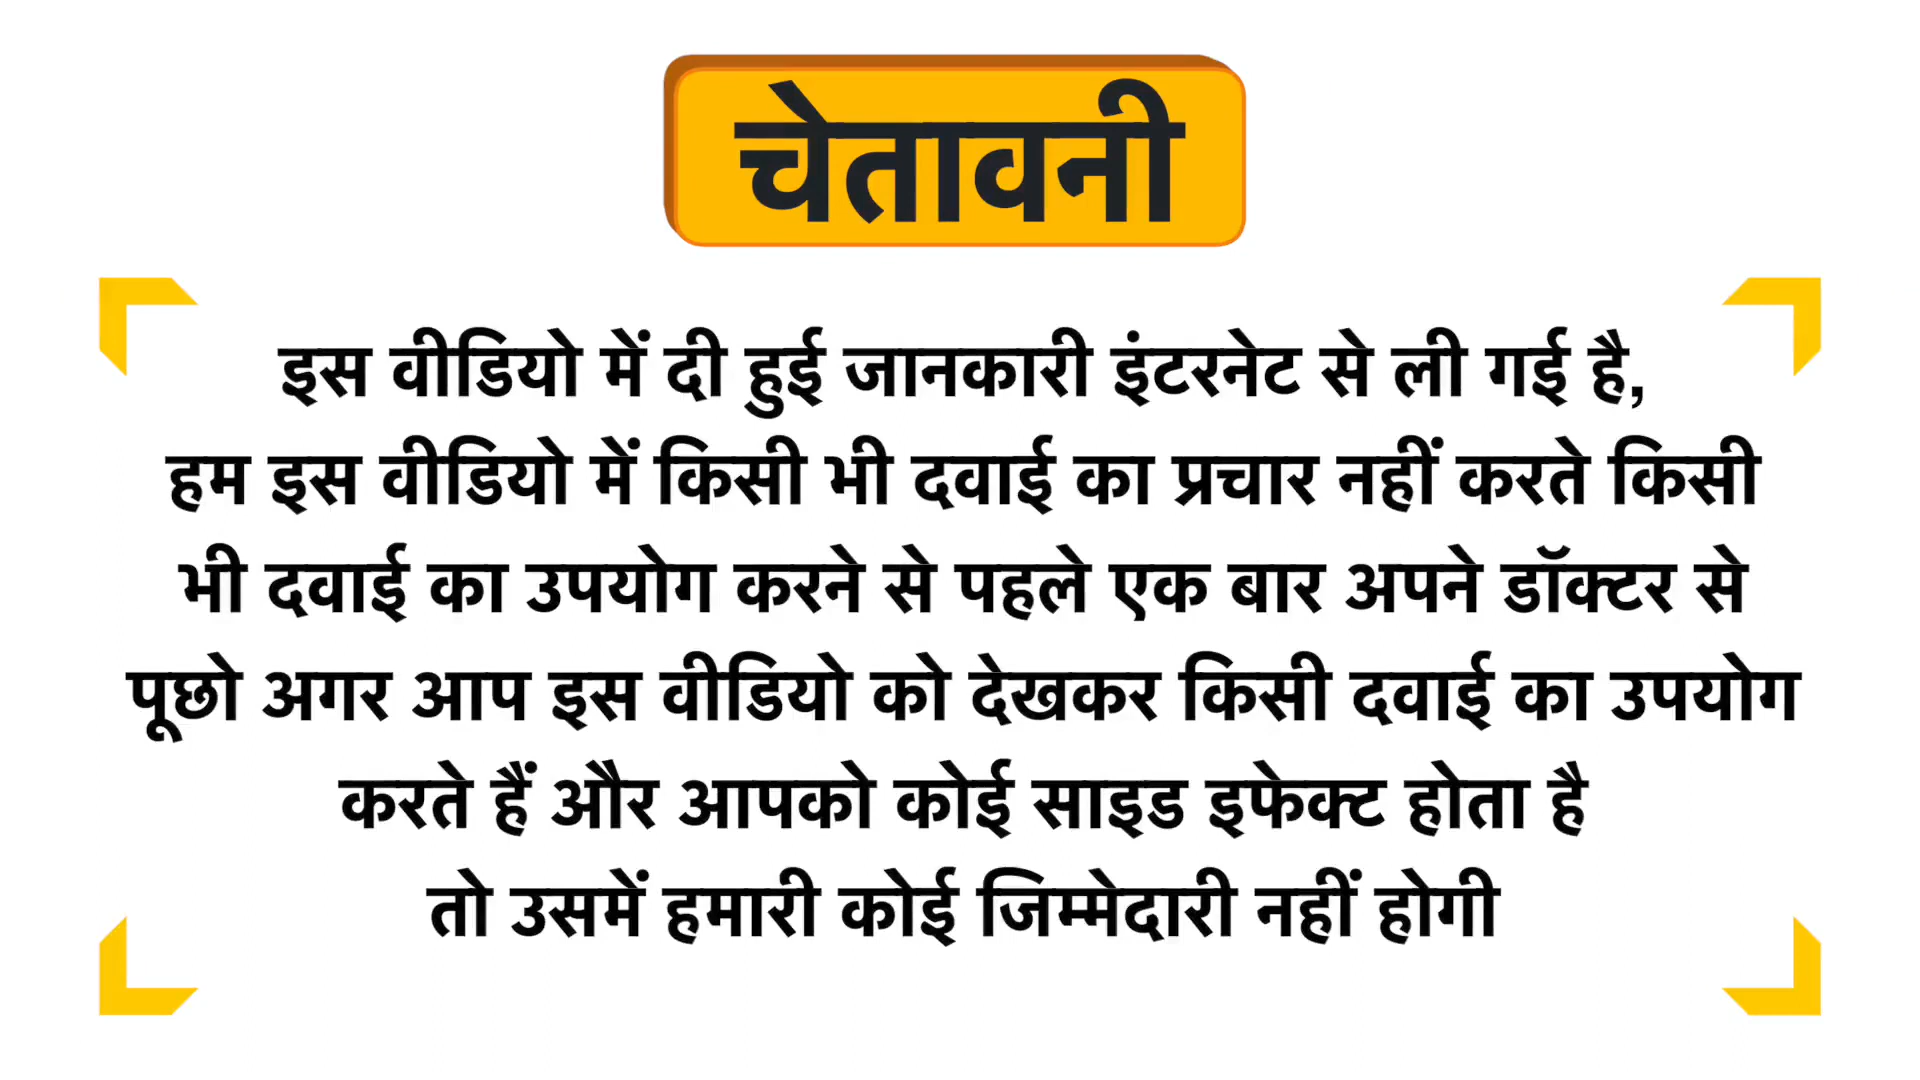 चेतावनी
इस वीडियो में दी हुई जानकारी इंटरनेट से ली गई है,
हम इस वीडियो में किसी भी दवाई का प्रचार नहीं करते किसी
भी दवाई का उपयोग करने से पहले एक बार अपने डॉक्टर से
पूछो अगर आप इस वीडियो को देखकर किसी दवाई का उपयोग
करते हैं और आपको कोई साइड इफेक्ट होता है
तो उसमें हमारी कोई जिम्मेदारी नहीं होगी